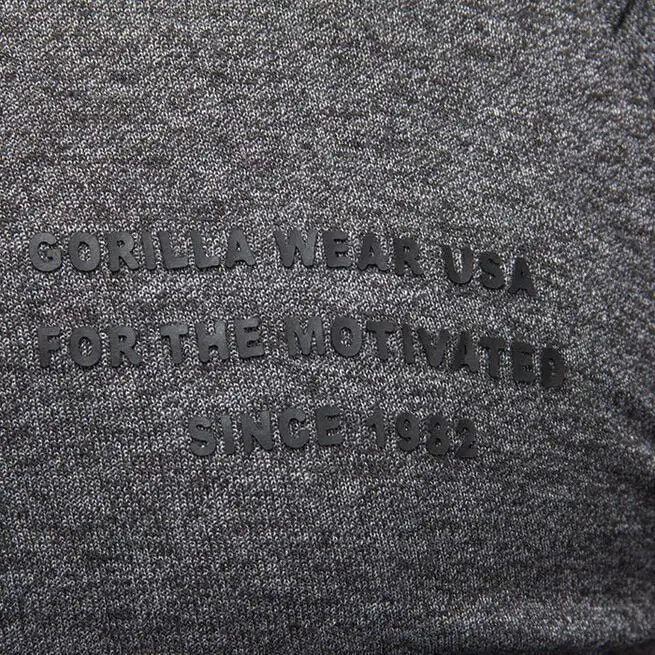 GORILLA WEAR USA
FOR THE MOTIVATED
SINCE 1982